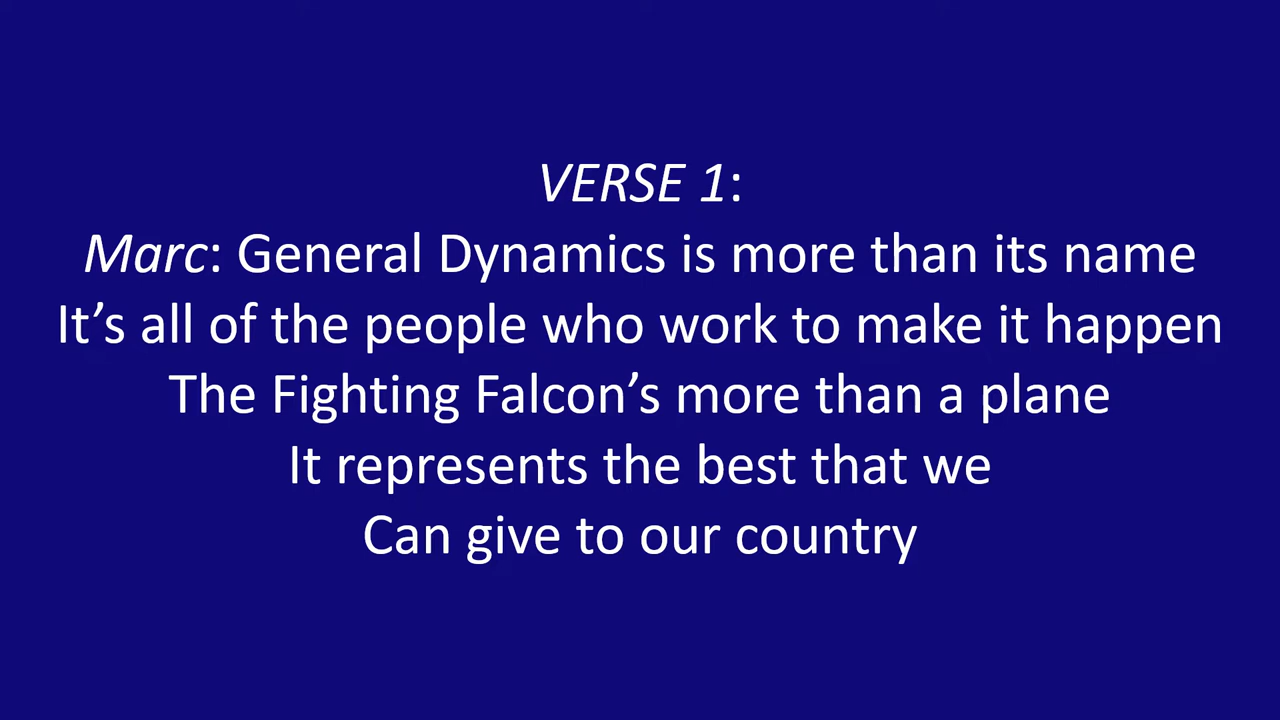 VERSE 1:
Marc: General Dynamics is more than its name
It’s all of the people who work to make it happen
The Fighting Falcon’s more than a plane
It represents the best that we
Can give to our country